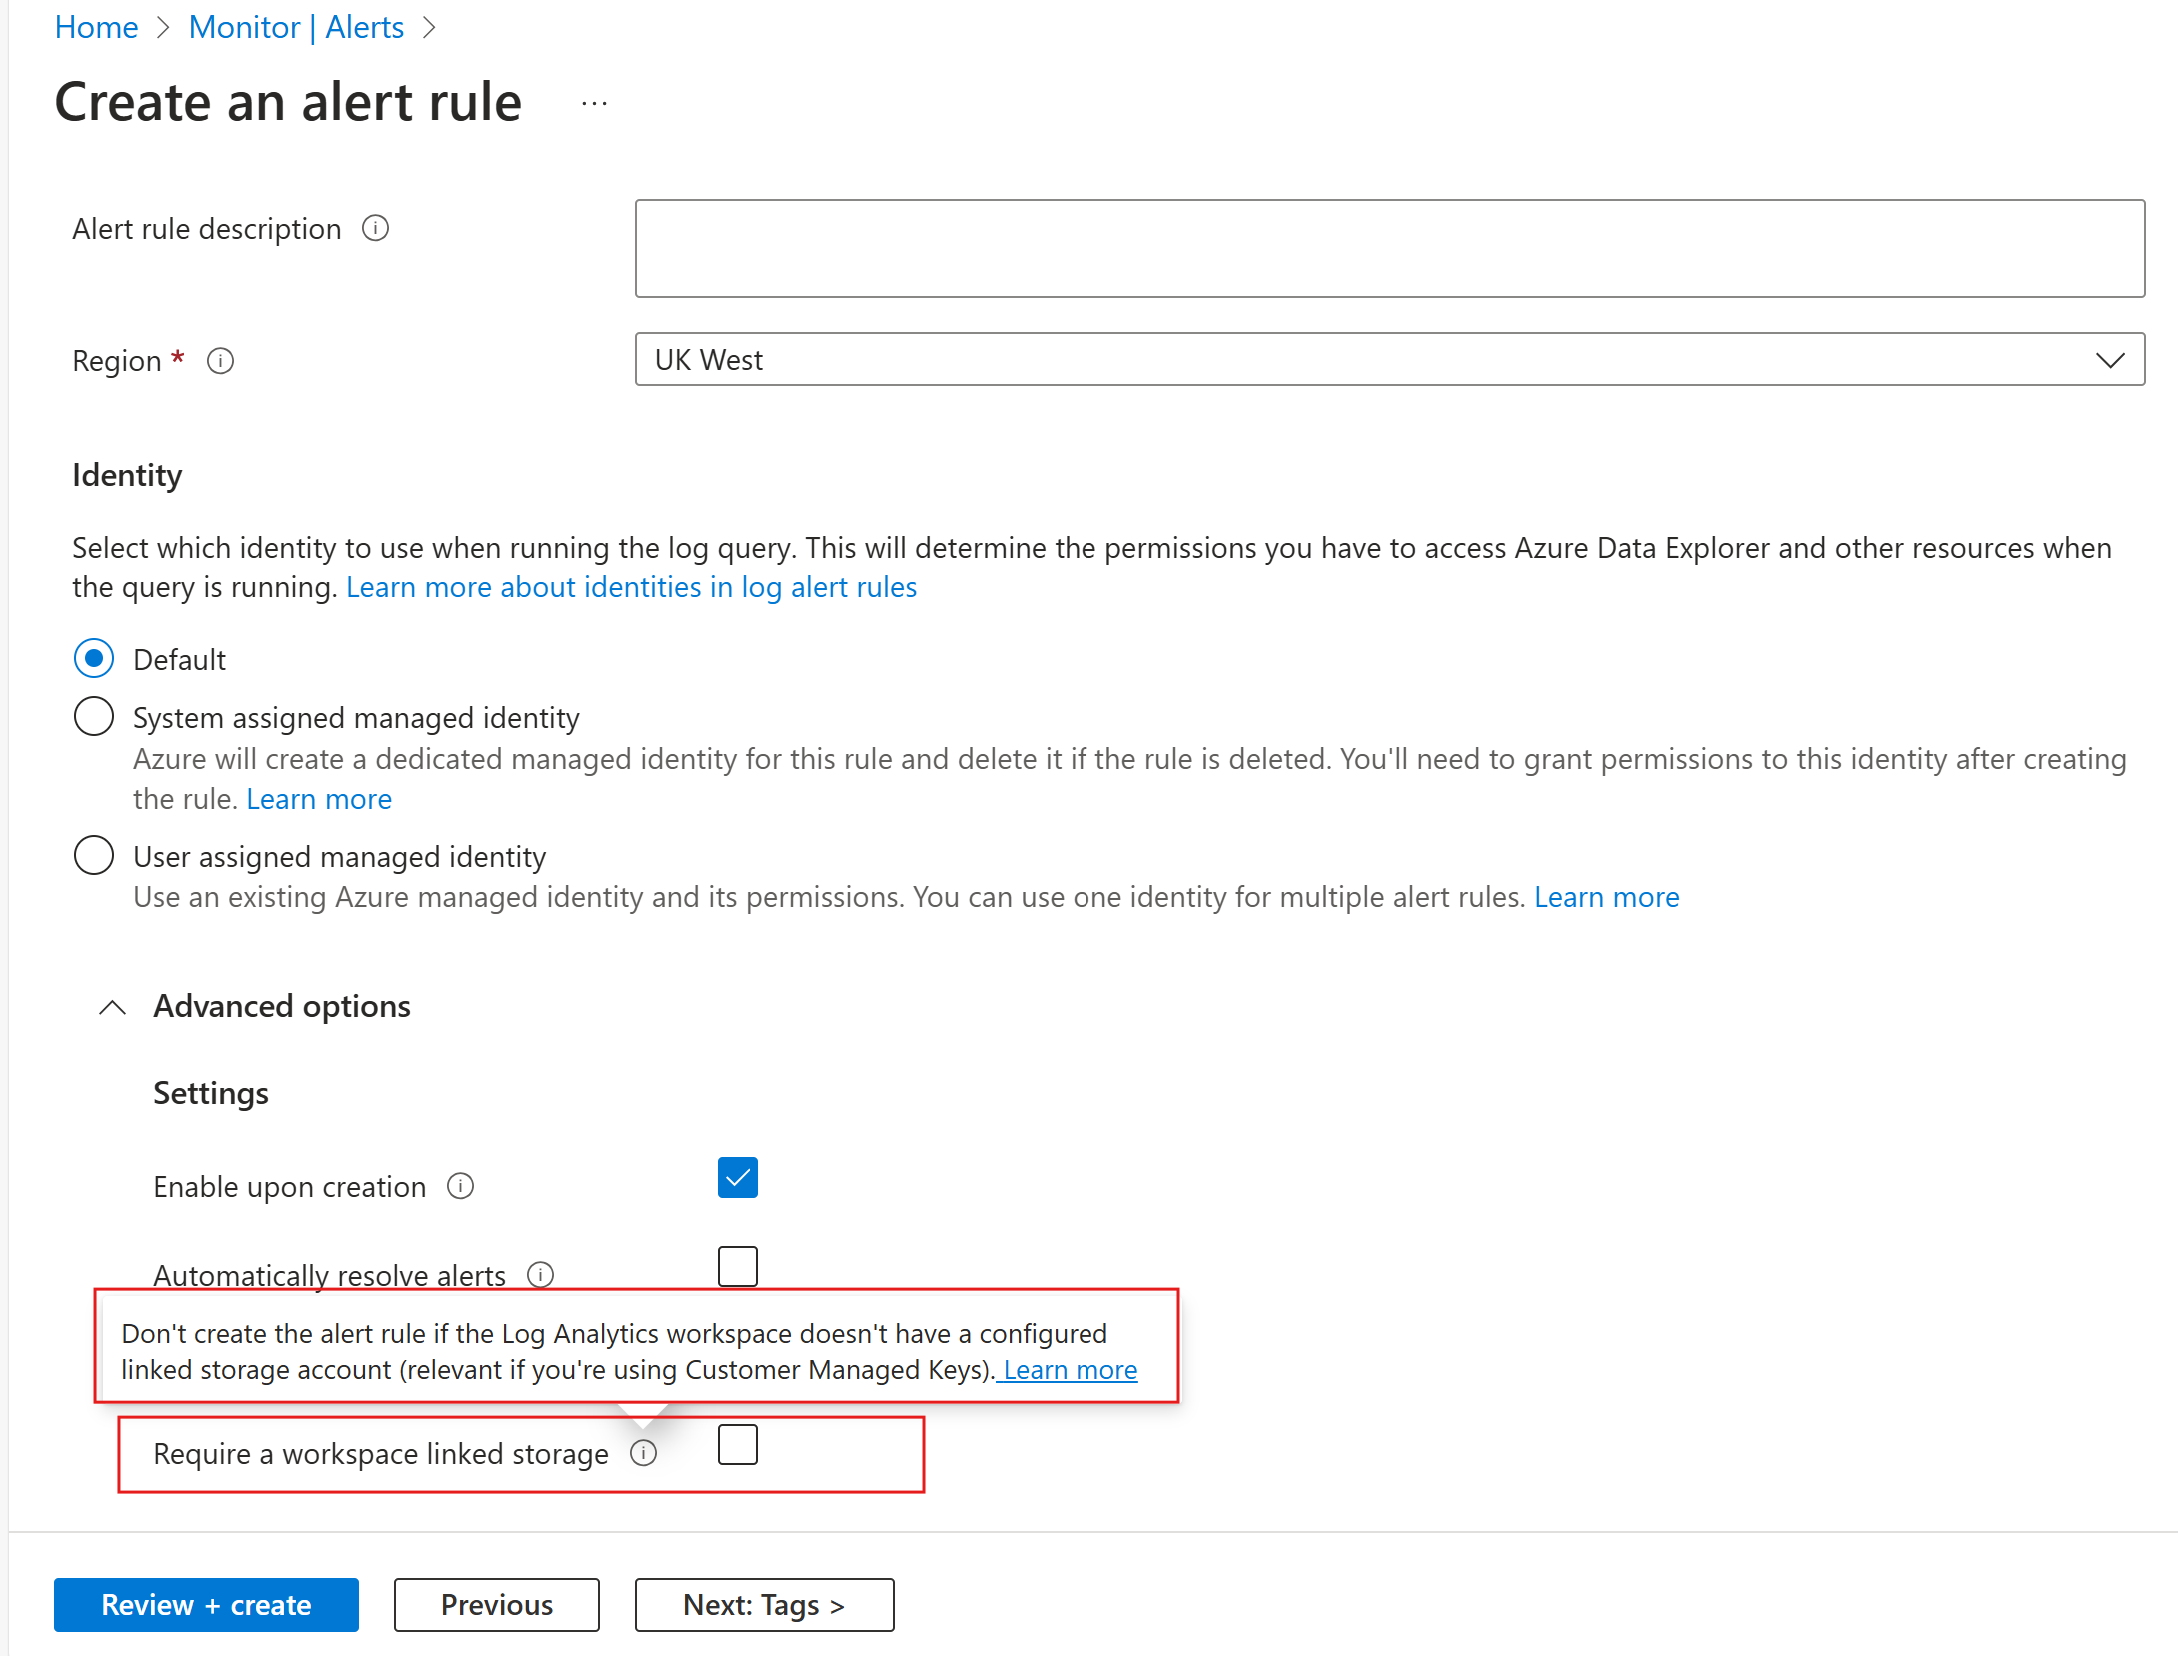 Home > Monitor | Alerts >
Create an alert rule ...
Alert rule description
Region *
UK West
Identity
Select which identity to use when running the log query. This will determine the permissions you have to access Azure Data Explorer and other resources when
the query is running. Learn more about identities in log alert rules
Default
System assigned managed identity
Azure will create a dedicated managed identity for this rule and delete it if the rule is deleted. You'll need to grant permissions to this identity after creating
the rule. Learn more
User assigned managed identity
Use an existing Azure managed identity and its permissions. You can use one identity for multiple alert rules. Learn more
Advanced options
Settings
Enable upon creation
Automatically resolve alerts
Don't create the alert rule if the Log Analytics workspace doesn't have a configured
linked storage account (relevant if you're using Customer Managed Keys). Learn more
Require a workspace linked storage
Review + create
Previous
Next: Tags >